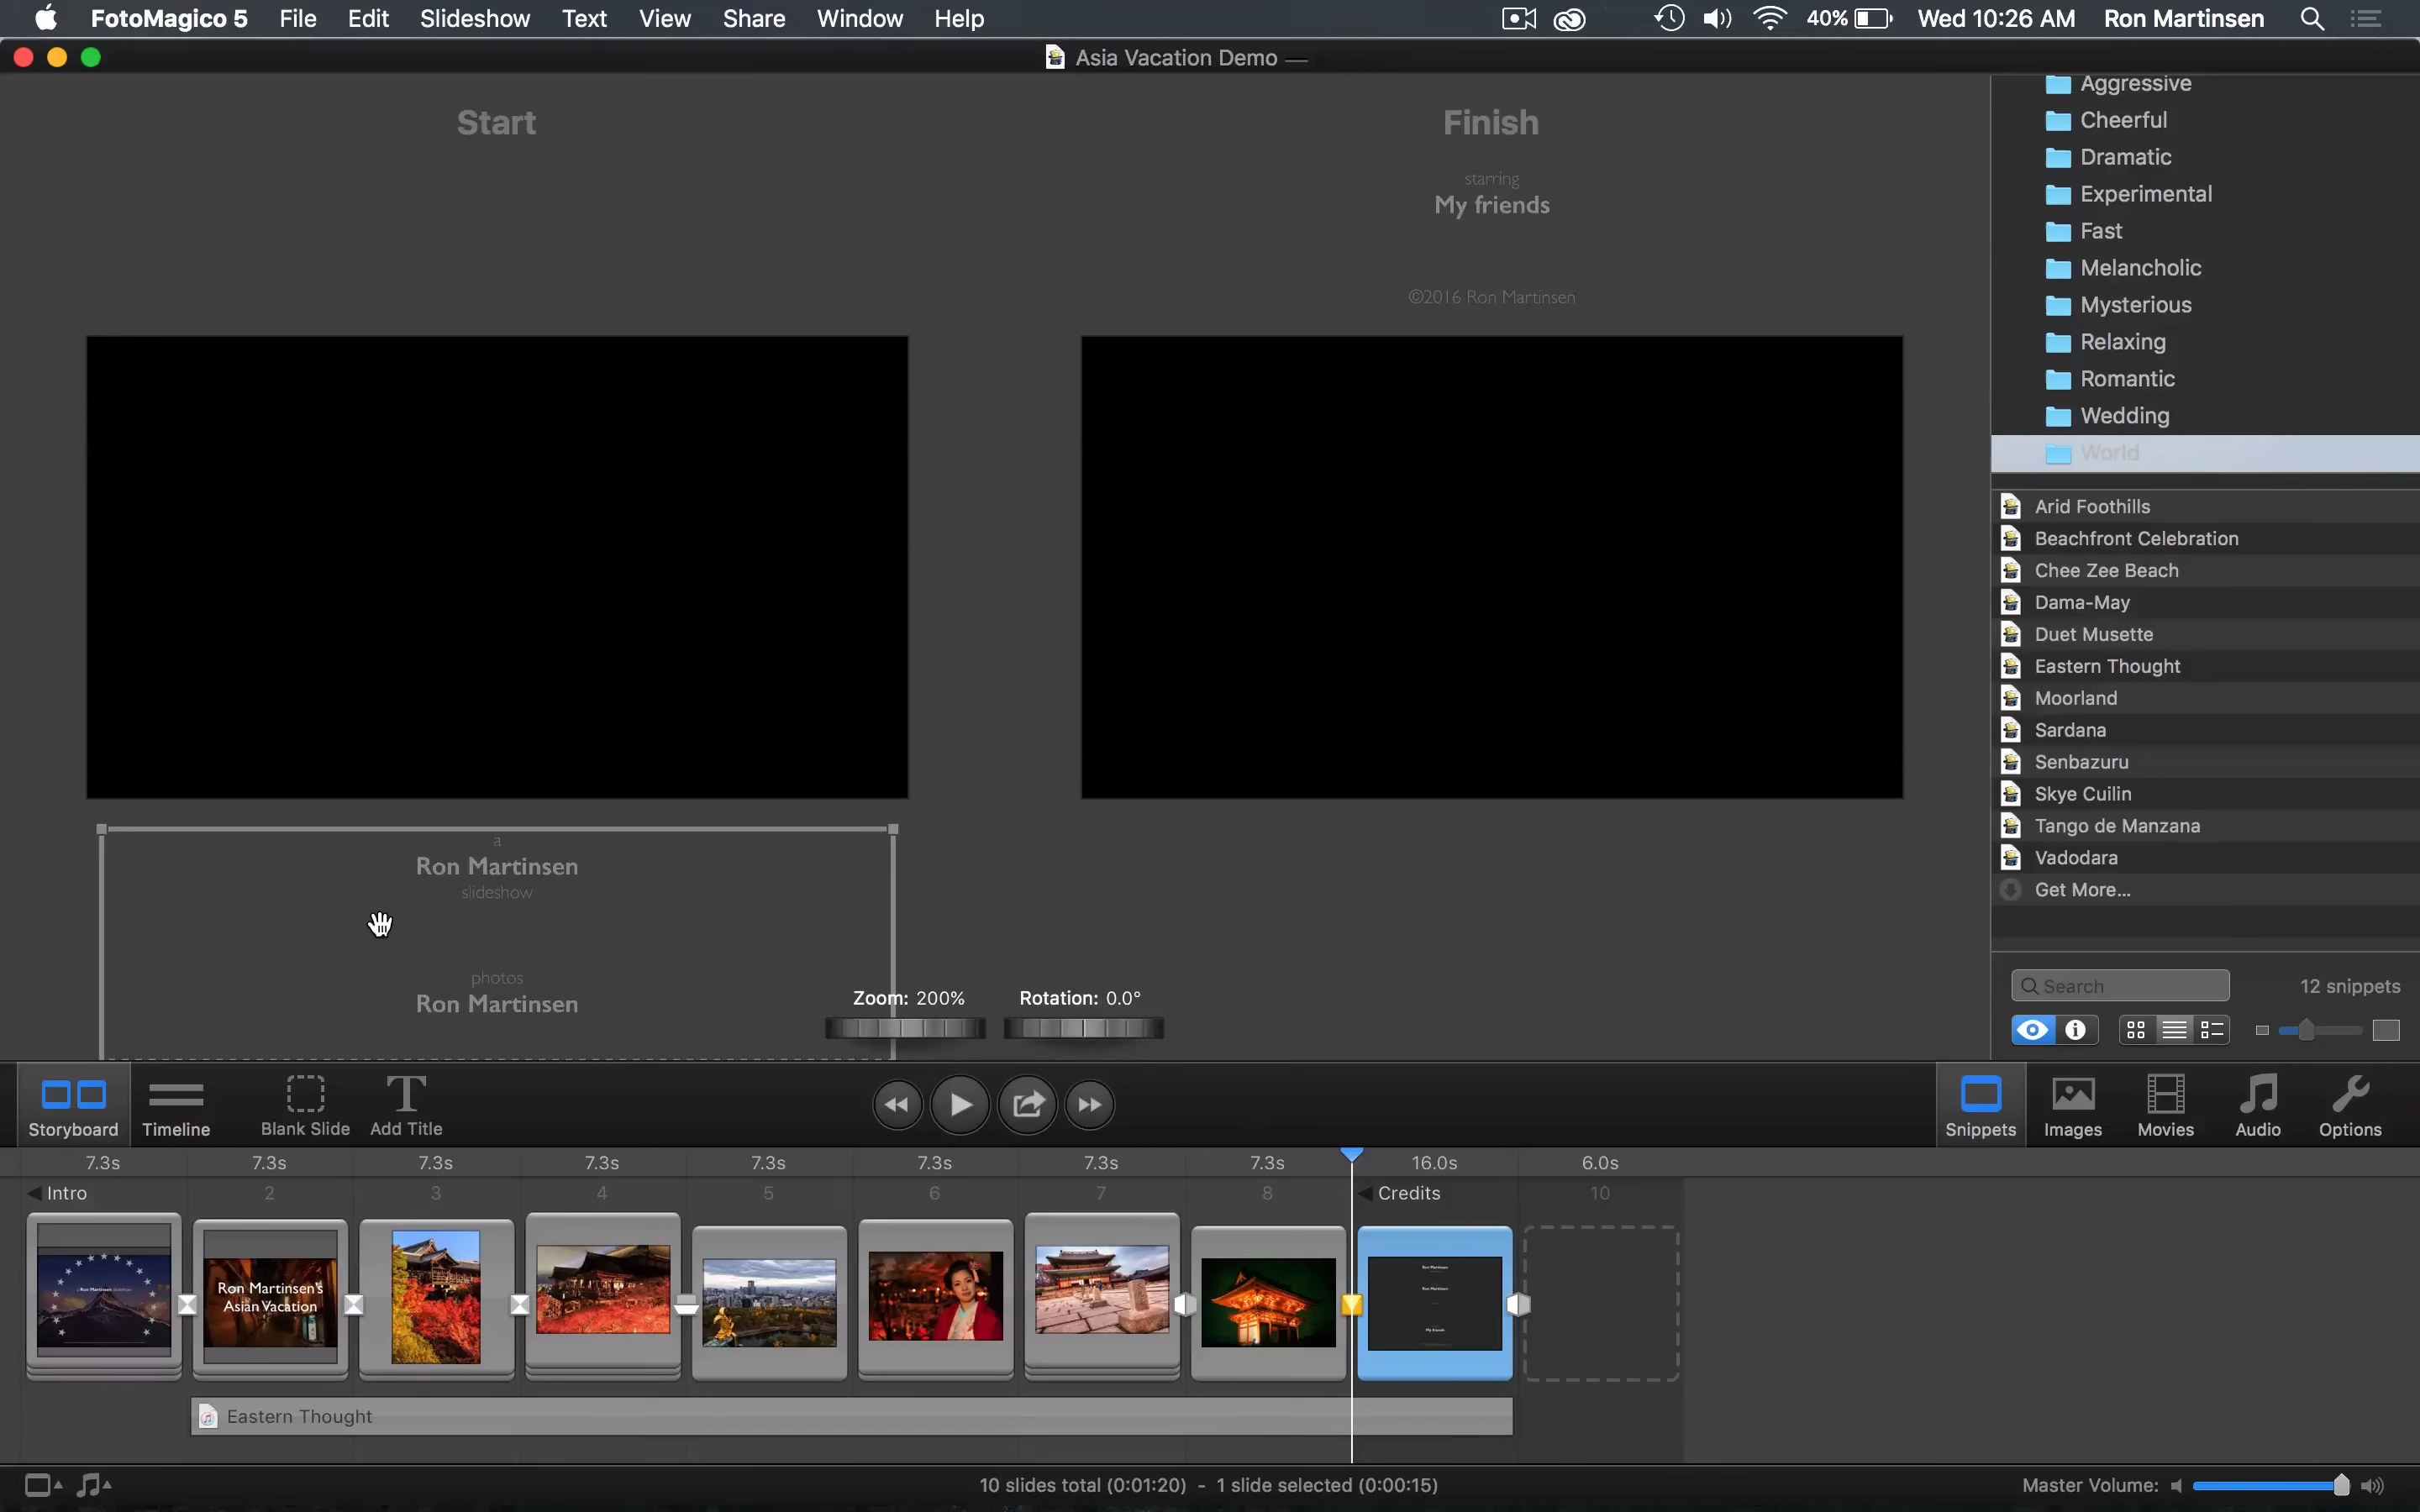 FotoMagico 5 File Edit Slideshow Text View Share Window Help 40% Wed 10:26 AM Ron Martinsen
Asia Vacation Demo —
Start
Finish
starring
My friends
©2016 Ron Martinsen
a
Ron Martinsen
slideshow
photos
Ron Martinsen
Zoom: 200% Rotation: 0.0°
Aggressive
Cheerful
Dramatic
Experimental
Fast
Melancholic
Mysterious
Relaxing
Romantic
Wedding
World
Arid Foothills
Beachfront Celebration
Chee Zee Beach
Dama-May
Duet Musette
Eastern Thought
Moorland
Sardana
Senbazuru
Skye Cuilin
Tango de Manzana
Vadodara
Get More...
Search 12 snippets
Storyboard Timeline Blank Slide Add Title Snippets Images Movies Audio Options
7.3s 7.3s 7.3s 7.3s 7.3s 7.3s 7.3s 7.3s 16.0s 6.0s
Intro 2 3 4 5 6 7 8 Credits 10
Ron Martinsen's
Asian Vacation
Ron Martinsen
Ron Martinsen
My friends
Eastern Thought
10 slides total (0:01:20) - 1 slide selected (0:00:15) Master Volume: